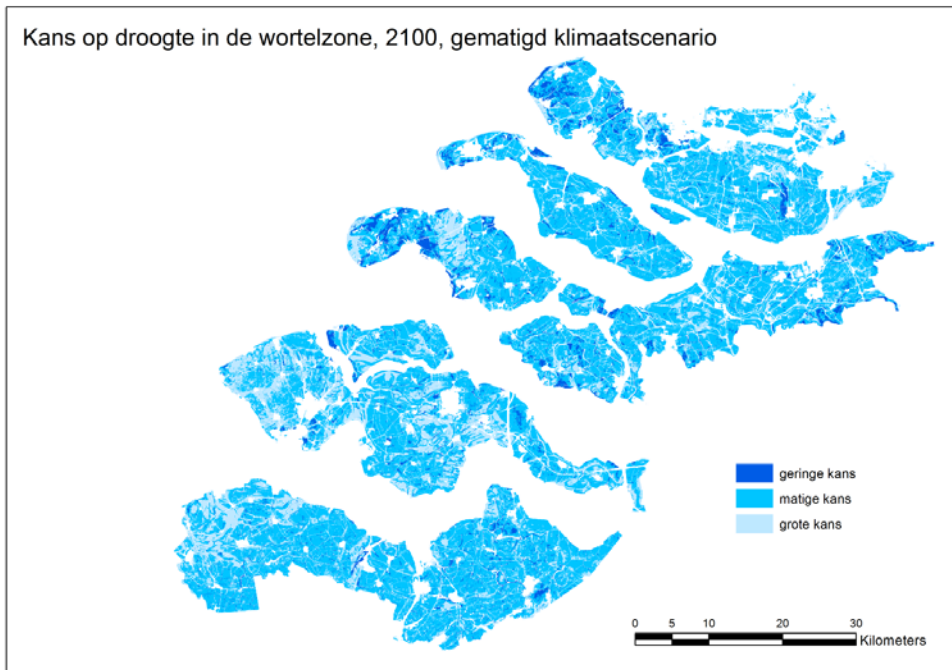 Kans op droogte in de wortelzone, 2100, gematigd klimaatscenario
geringe kans
matige kans
grote kans
0 5 10 20 30
Kilometers